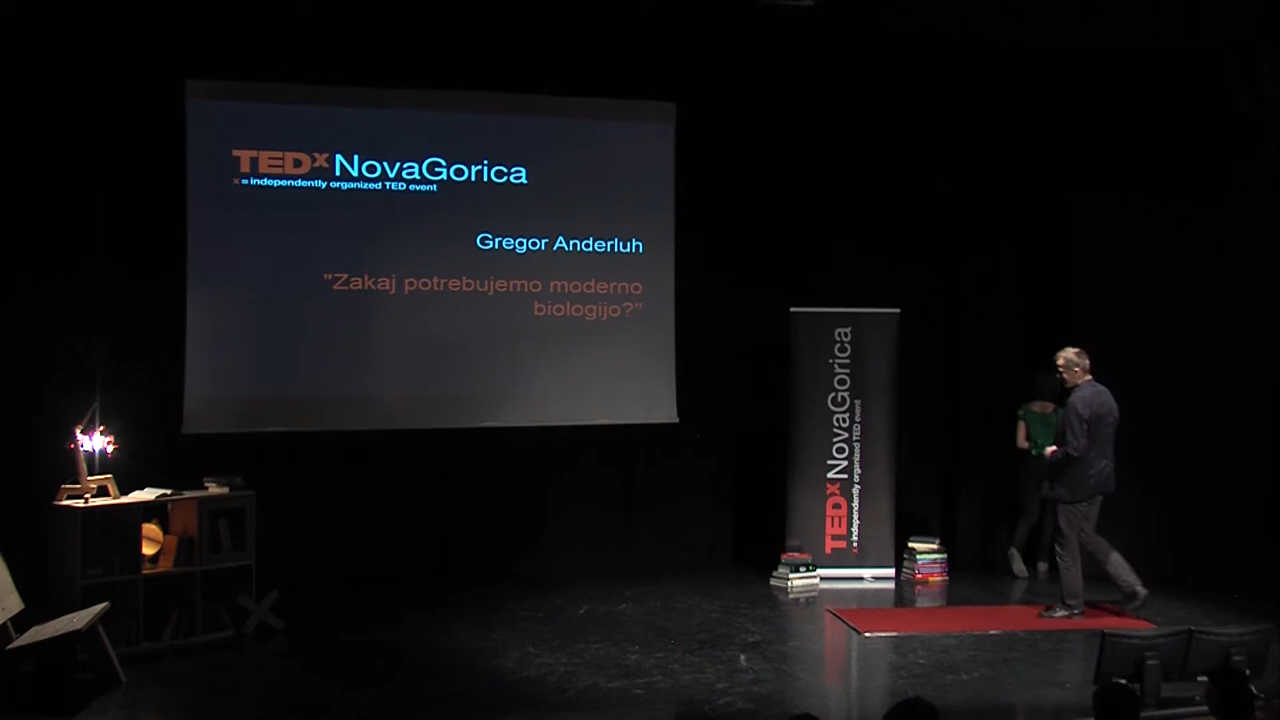 TEDx NovaGorica
x = independently organized TED event
Gregor Anderluh
"Zakaj potrebujemo moderno
biologijo?"
TEDx NovaGorica
x = independently organized TED event